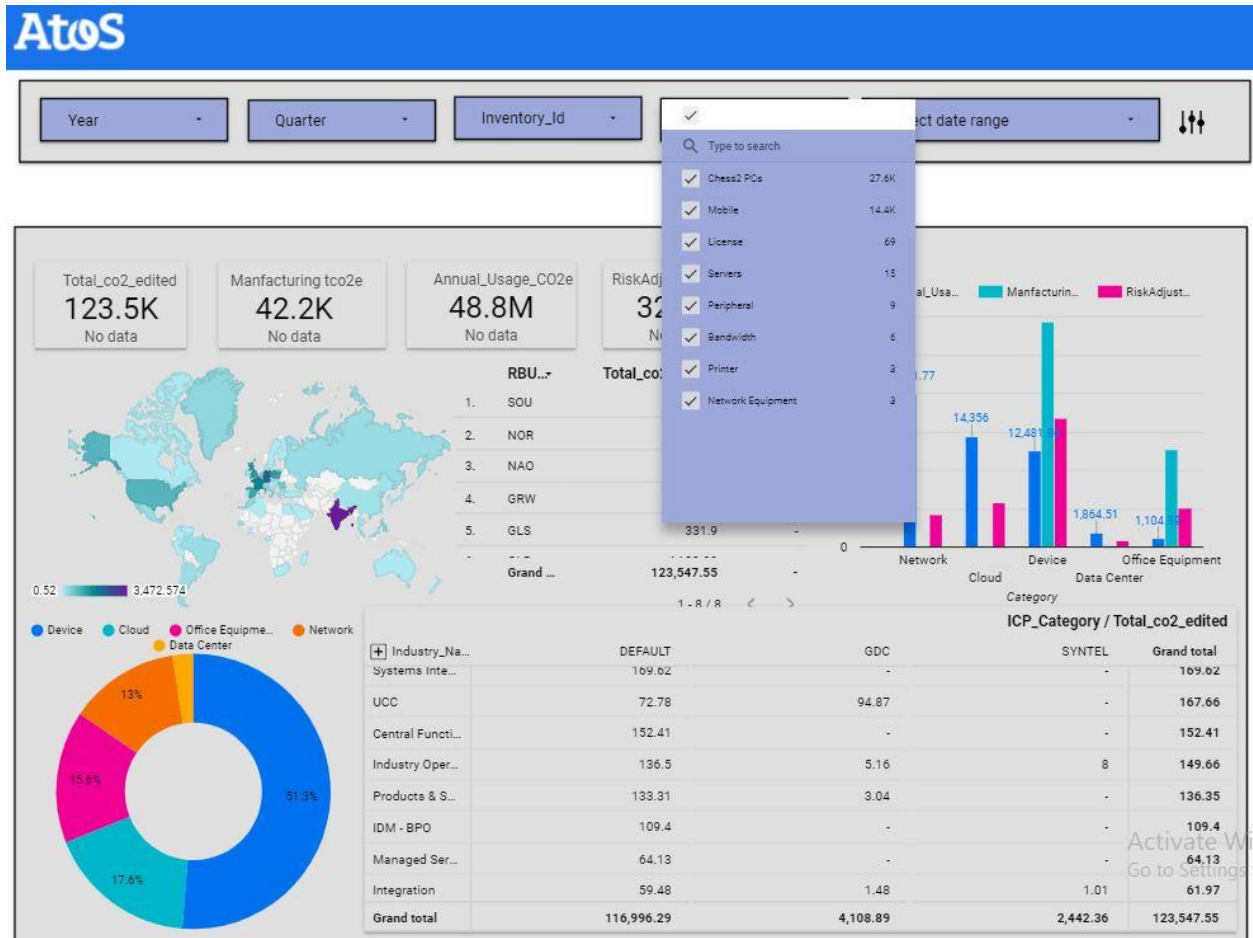 Atos
Year
Quarter
Inventory_Id
ect date range
Type to search
Chess2 PCs 27.6K
Mobile 14.4K
License 69
Servers 15
Peripheral 9
Bandwidth 6
Printer 3
Network Equipment 3
Total_co2_edited
123.5K
No data
Manfacturing tco2e
42.2K
No data
Annual_Usage_CO2e
48.8M
No data
RiskAdj
32
N
al_Usa... Manfacturin... RiskAdjust...
RBU... Total_co
1. SOU
2. NOR
3. NAO
4. GRW
5. GLS 331.9 -
Grand ... 123,547.55 -
1 - 8 / 8
0.52 3,472.574
.77
14,356
12,481
1,864.51
1,104
0
Network
Device
Office Equipment
Cloud
Data Center
Category
Device Cloud Office Equipme... Network
Data Center
13%
15.6%
51.3%
17.6%
ICP_Category / Total_co2_edited
Industry_Na... DEFAULT GDC SYNTEL Grand total
Systems Inte... 169.62 - - 169.62
UCC 72.78 94.87 - 167.66
Central Functi... 152.41 - - 152.41
Industry Oper... 136.5 5.16 8 149.66
Products & S... 133.31 3.04 - 136.35
IDM - BPO 109.4 - - 109.4
Managed Ser... 64.13 - - 64.13
Integration 59.48 1.48 1.01 61.97
Grand total 116,996.29 4,108.89 2,442.36 123,547.55
Activate Wi
Go to Settings